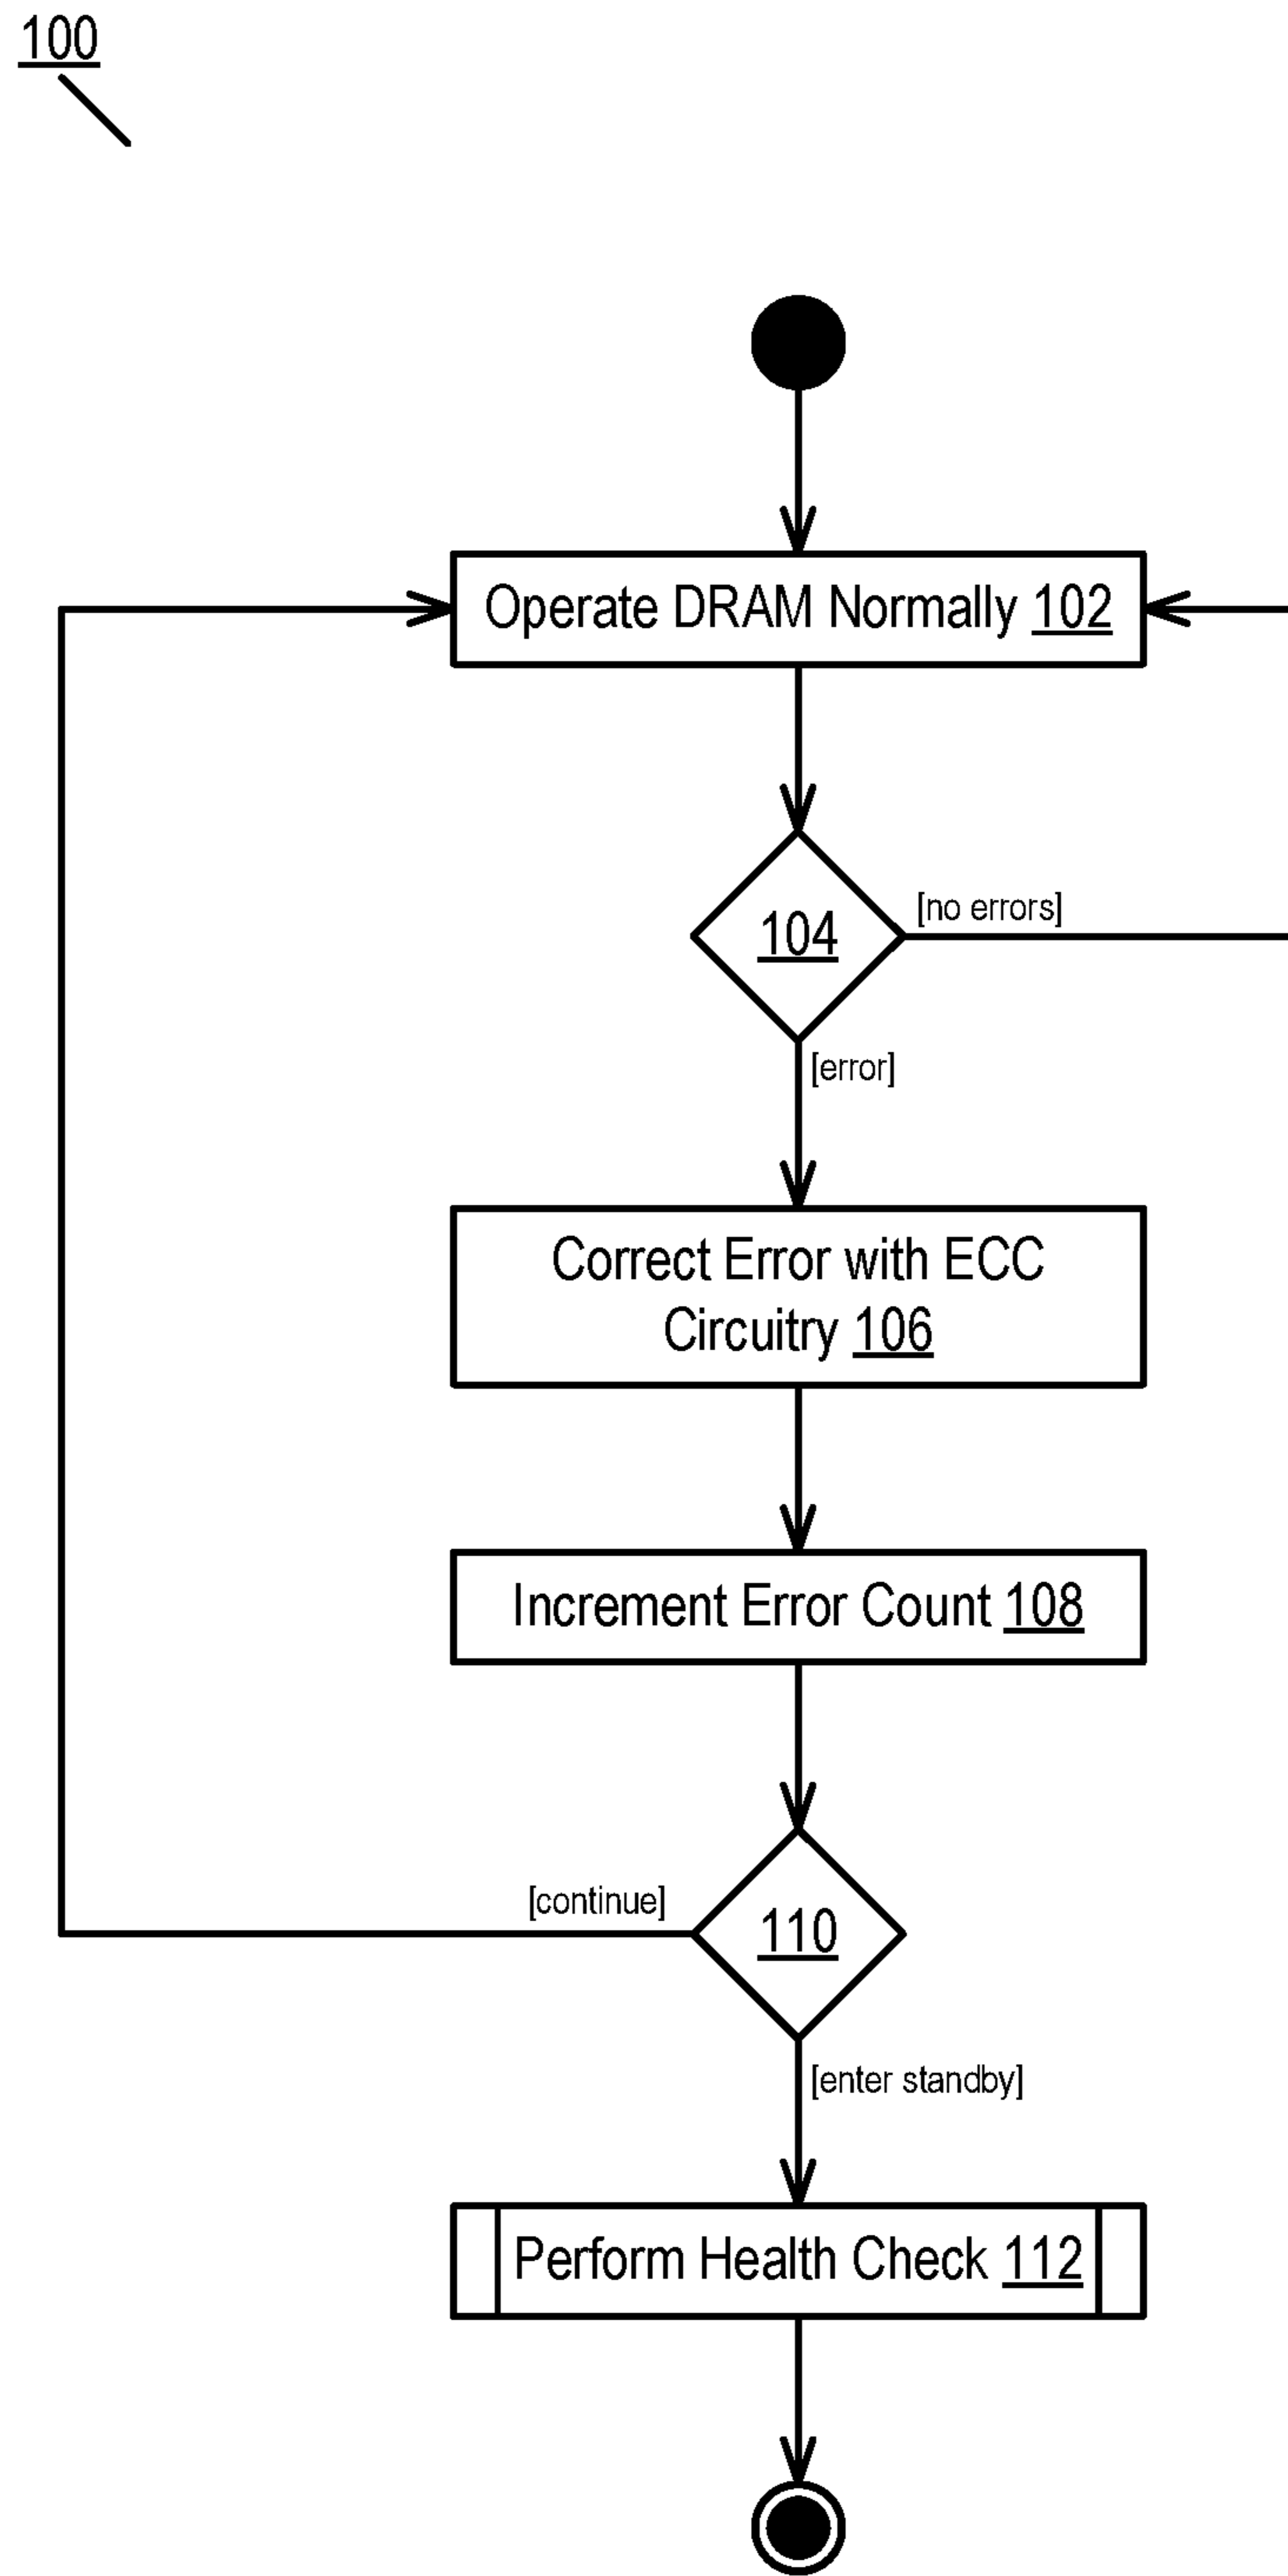 100
Operate DRAM Normally 102
104
[no errors]
[error]
Correct Error with ECC
Circuitry 106
Increment Error Count 108
[continue]
110
[enter standby]
Perform Health Check 112